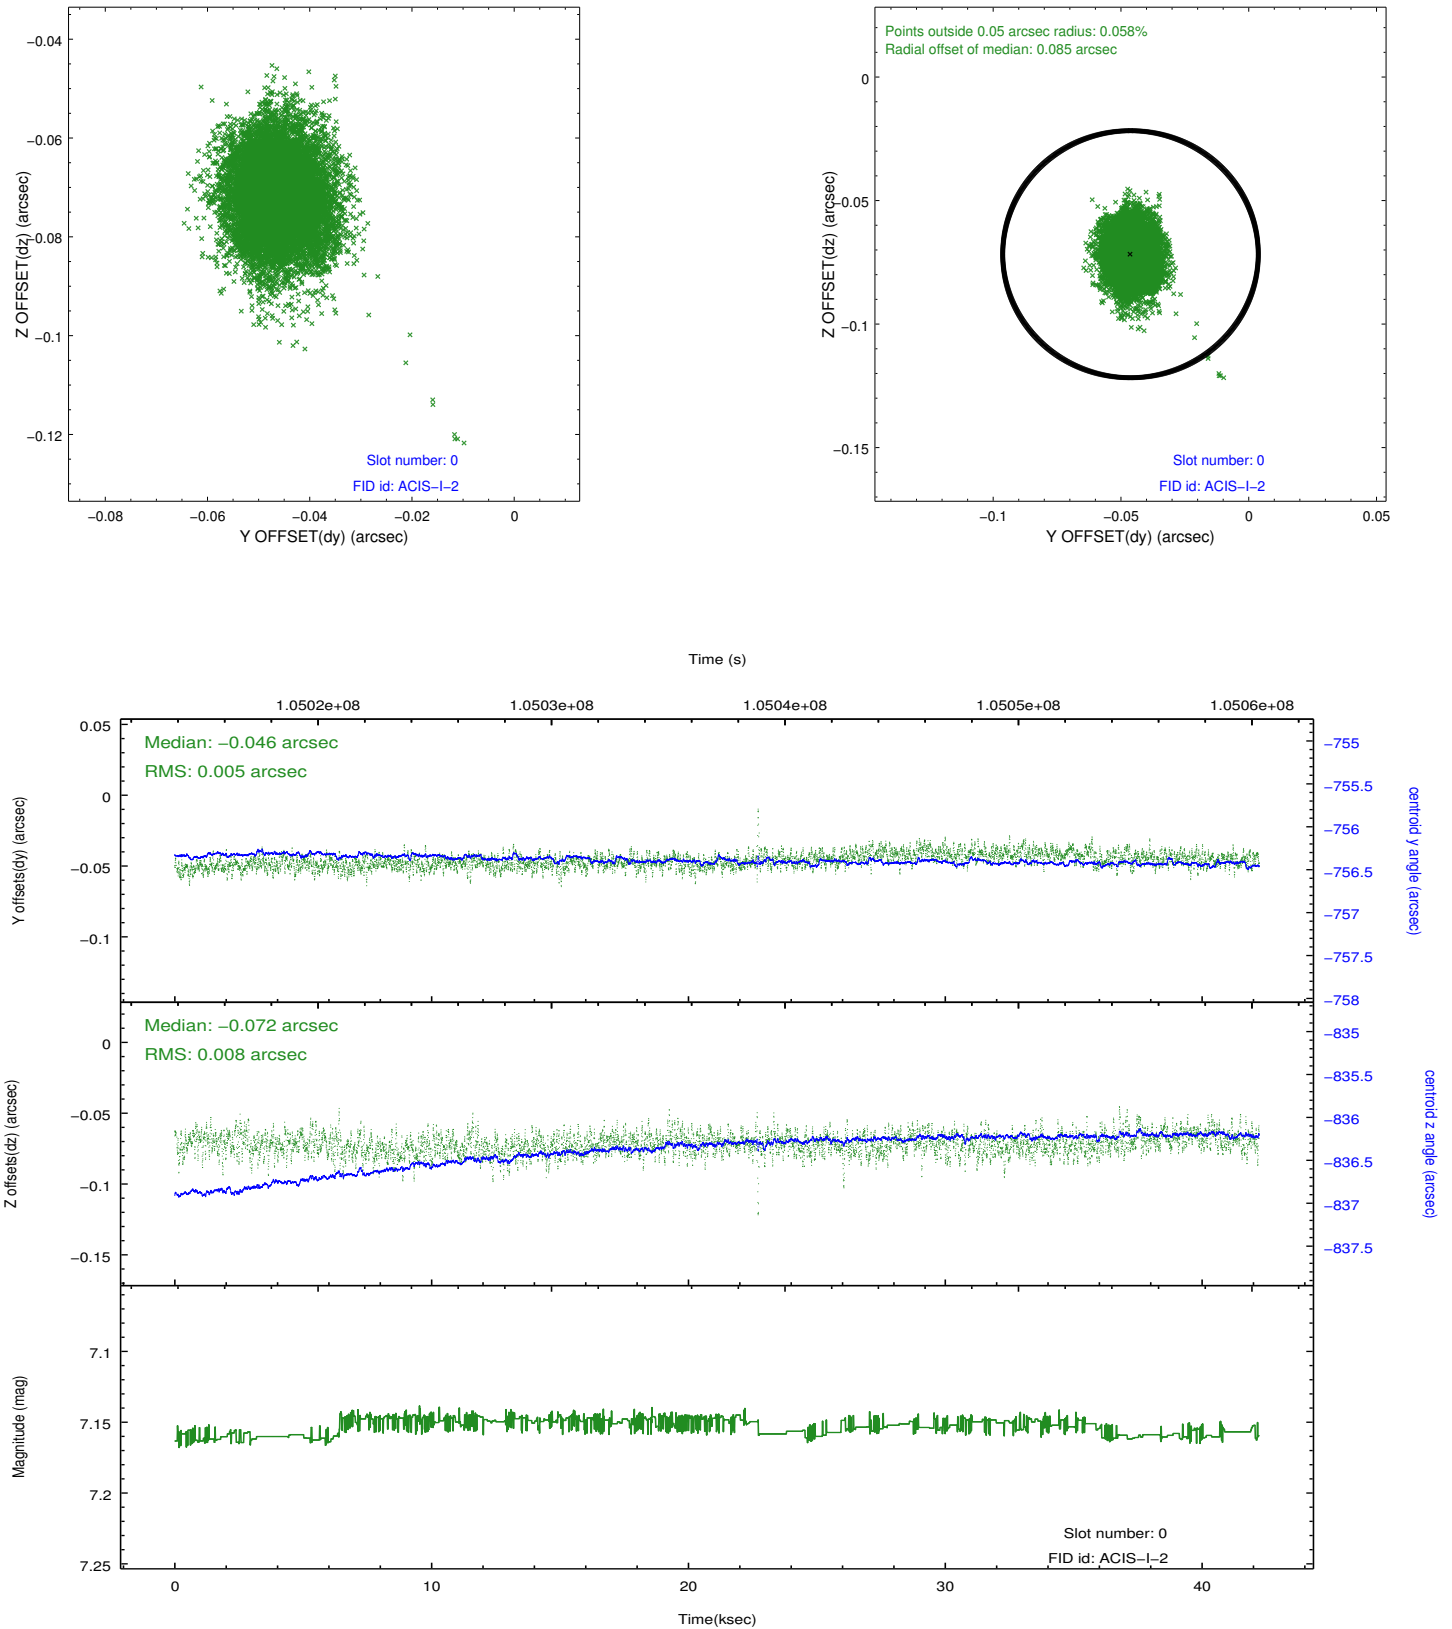 −0.04
−0.06
−0.08
−0.1
−0.12
Z OFFSET(dz) (arcsec)
Slot number: 0
FID id: ACIS−I−2
−0.08
−0.06
−0.04
−0.02
0
Y OFFSET(dy) (arcsec)
Points outside 0.05 arcsec radius: 0.058%
Radial offset of median: 0.085 arcsec
0
−0.05
−0.1
−0.15
Z OFFSET(dz) (arcsec)
Slot number: 0
FID id: ACIS−I−2
−0.1
−0.05
0
0.05
Y OFFSET(dy) (arcsec)
Time (s)
1.0502e+08
1.0503e+08
1.0504e+08
1.0505e+08
1.0506e+08
Median: −0.046 arcsec
RMS: 0.005 arcsec
0.05
0
−0.05
−0.1
Y offsets(dy) (arcsec)
−755
−755.5
−756
−756.5
−757
−757.5
−758
centroid y angle (arcsec)
Median: −0.072 arcsec
RMS: 0.008 arcsec
0
−0.05
−0.1
−0.15
Z offsets(dz) (arcsec)
−835
−835.5
−836
−836.5
−837
−837.5
centroid z angle (arcsec)
7.1
7.15
7.2
7.25
Magnitude (mag)
Slot number: 0
FID id: ACIS−I−2
0
10
20
30
40
Time(ksec)